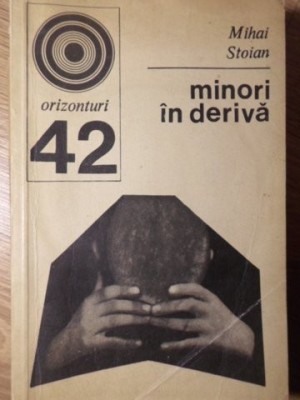 Mihai
Stoian
orizonturi
42
minori
în derivă